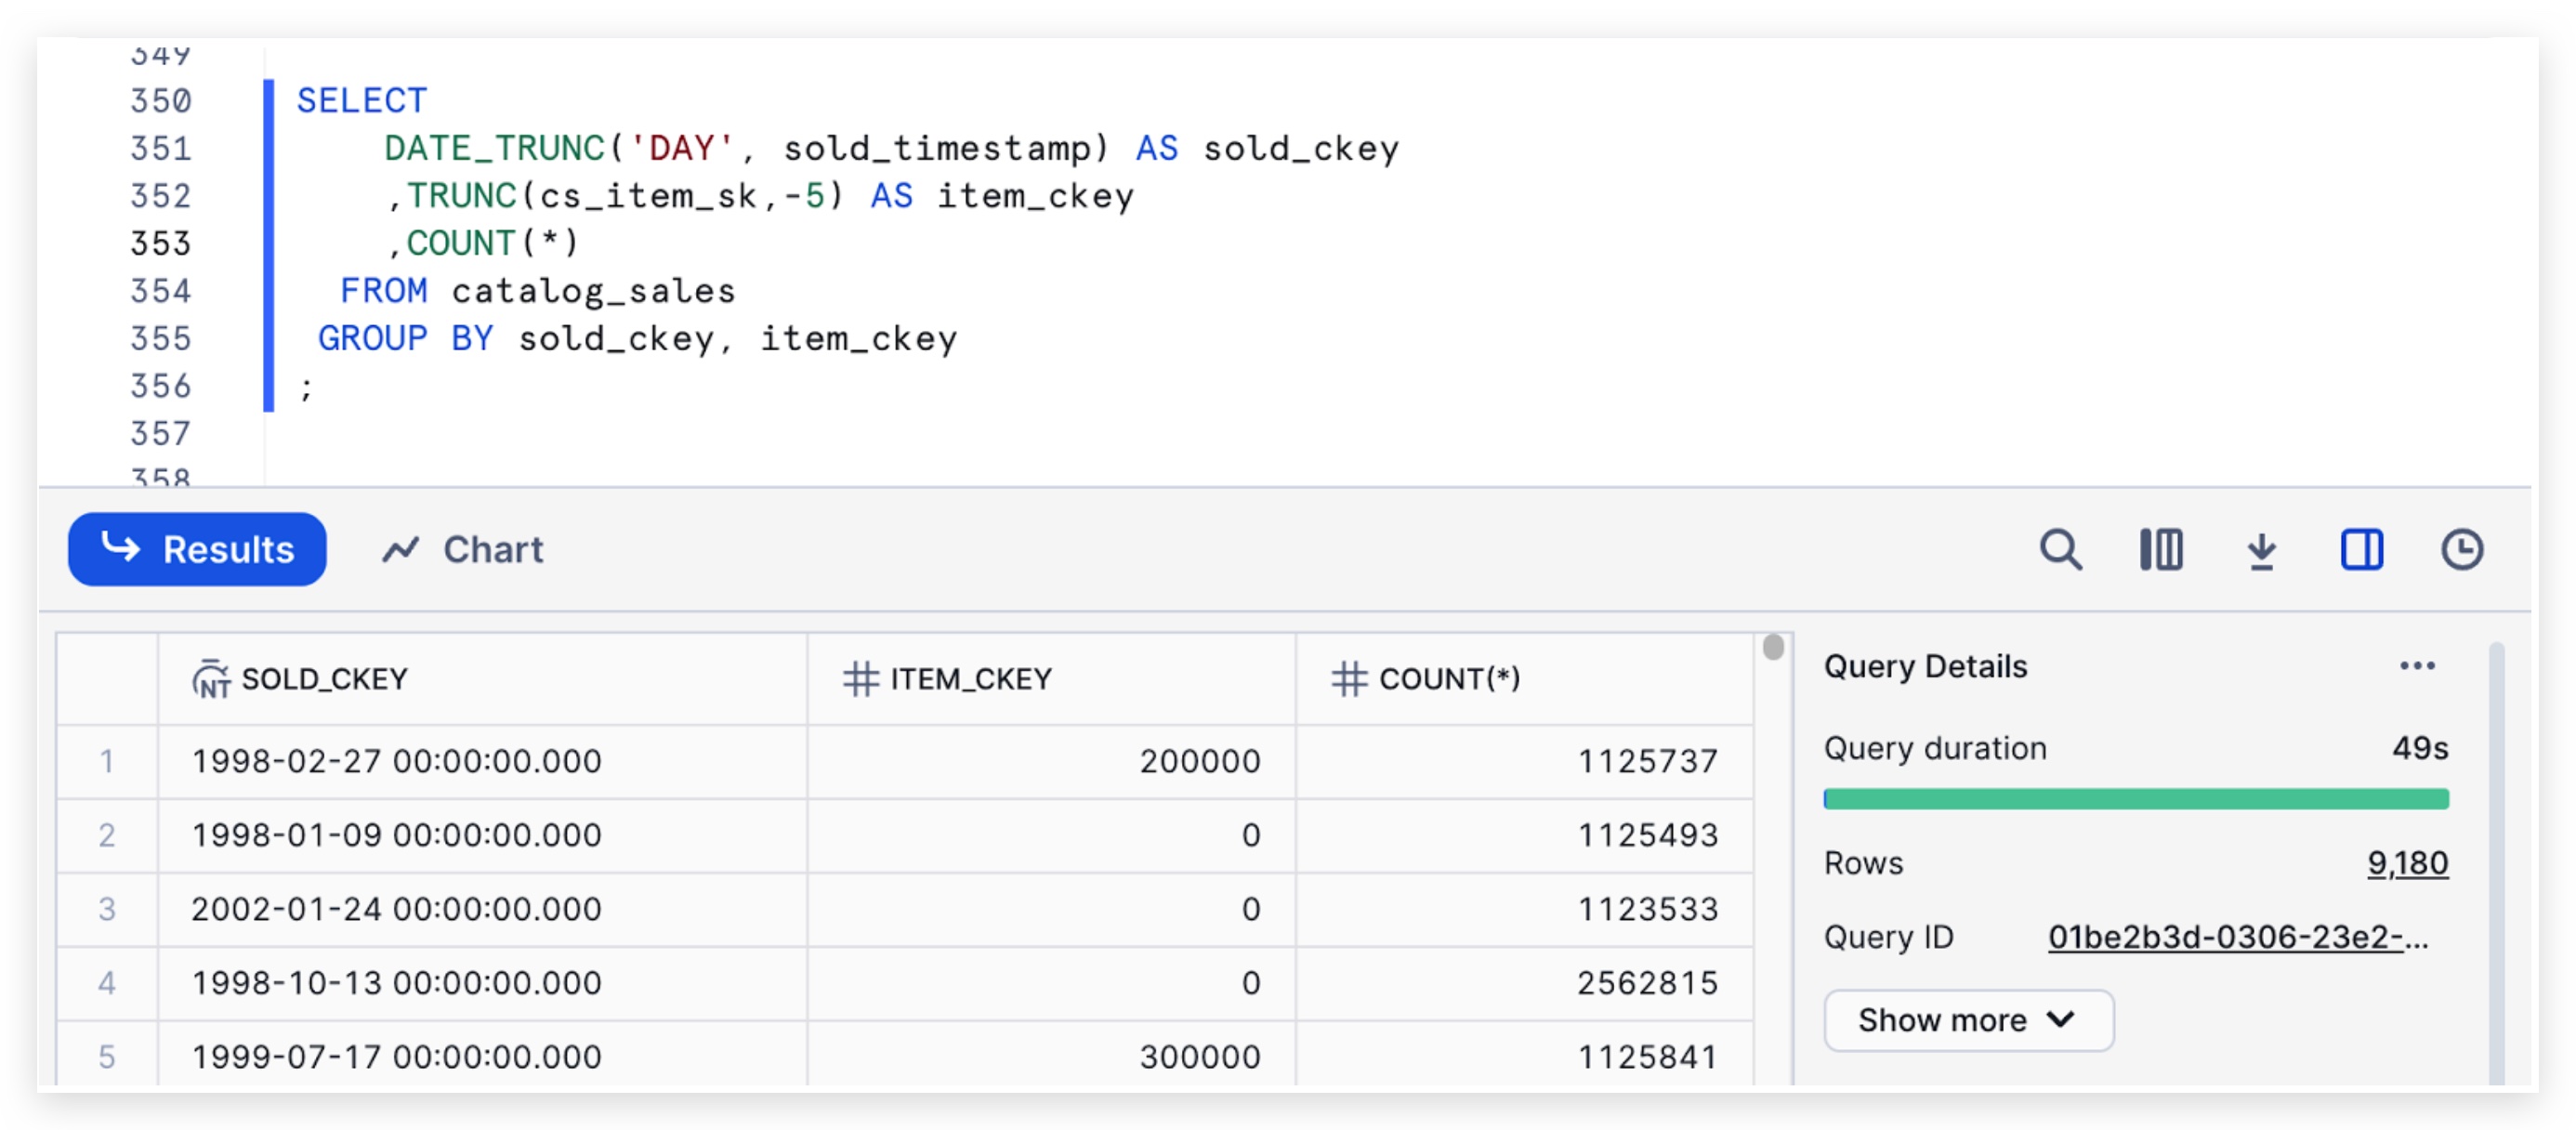 349
350 SELECT
351 DATE_TRUNC('DAY', sold_timestamp) AS sold_ckey
352 ,TRUNC(cs_item_sk,-5) AS item_ckey
353 ,COUNT(*)
354 FROM catalog_sales
355 GROUP BY sold_ckey, item_ckey
356 ;
357
358
Results Chart
NT SOLD_CKEY ITEM_CKEY COUNT(*)
1 1998-02-27 00:00:00.000 200000 1125737
2 1998-01-09 00:00:00.000 0 1125493
3 2002-01-24 00:00:00.000 0 1123533
4 1998-10-13 00:00:00.000 0 2562815
5 1999-07-17 00:00:00.000 300000 1125841
Query Details ...
Query duration 49s
Rows 9,180
Query ID 01be2b3d-0306-23e2-...
Show more